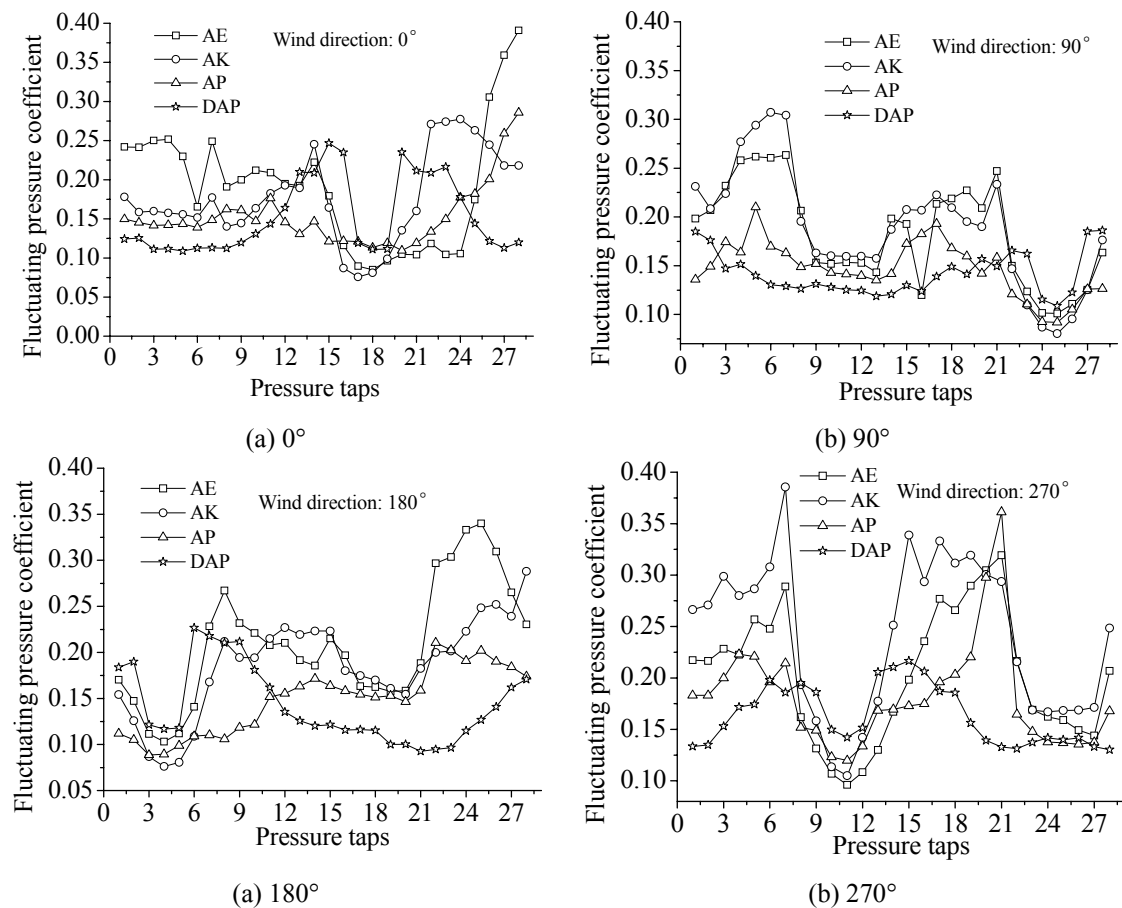 0.40
0.35
0.30
0.25
0.20
0.15
0.10
0.05
0.00
Fluctuating pressure coefficient
AE
AK
AP
DAP
Wind direction: 0°
0 3 6 9 12 15 18 21 24 27
Pressure taps
(a) 0°
0.40
0.35
0.30
0.25
0.20
0.15
0.10
Fluctuating pressure coefficient
AE
AK
AP
DAP
Wind direction: 90°
0 3 6 9 12 15 18 21 24 27
Pressure taps
(b) 90°
0.40
0.35
0.30
0.25
0.20
0.15
0.10
0.05
Fluctuating pressure coefficient
AE
AK
AP
DAP
Wind direction: 180°
0 3 6 9 12 15 18 21 24 27
Pressure taps
(a) 180°
0.40
0.35
0.30
0.25
0.20
0.15
0.10
Fluctuating pressure coefficient
AE
AK
AP
DAP
Wind direction: 270°
0 3 6 9 12 15 18 21 24 27
Pressure taps
(b) 270°